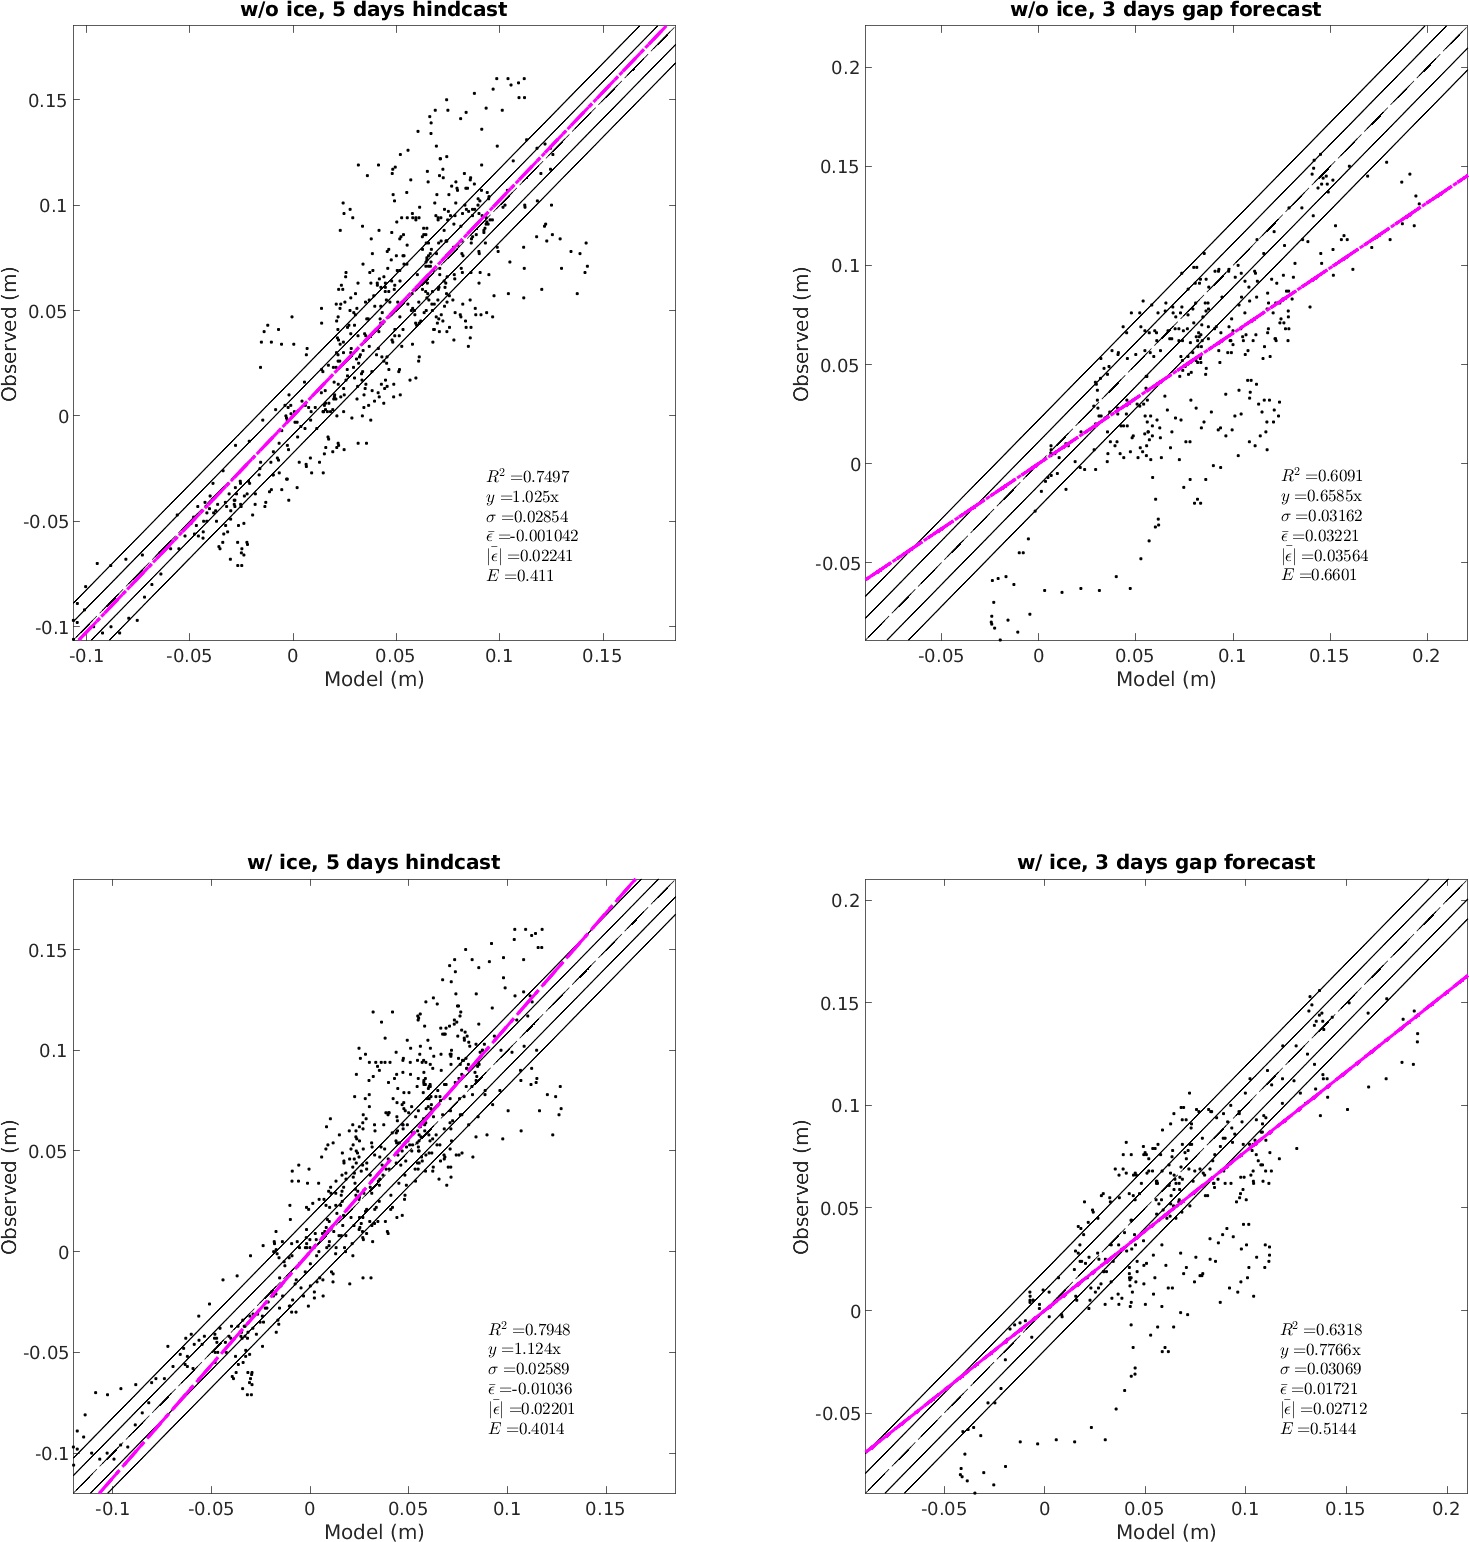 w/o ice, 5 days hindcast
Observed (m)
0.15
0.1
0.05
0
-0.05
-0.1
R² =0.7497
y =1.025x
σ =0.02854
ϵ̄ =-0.001042
|ϵ̄| =0.02241
E =0.411
-0.1 -0.05 0 0.05 0.1 0.15
Model (m)
w/o ice, 3 days gap forecast
Observed (m)
0.2
0.15
0.1
0.05
0
-0.05
R² =0.6091
y =0.6585x
σ =0.03162
ϵ̄ =0.03221
|ϵ̄| =0.03564
E =0.6601
-0.05 0 0.05 0.1 0.15 0.2
Model (m)
w/ ice, 5 days hindcast
Observed (m)
0.15
0.1
0.05
0
-0.05
-0.1
R² =0.7948
y =1.124x
σ =0.02589
ϵ̄ =-0.01036
|ϵ̄| =0.02201
E =0.4014
-0.1 -0.05 0 0.05 0.1 0.15
Model (m)
w/ ice, 3 days gap forecast
Observed (m)
0.2
0.15
0.1
0.05
0
-0.05
R² =0.6318
y =0.7766x
σ =0.03069
ϵ̄ =0.01721
|ϵ̄| =0.02712
E =0.5144
-0.05 0 0.05 0.1 0.15 0.2
Model (m)